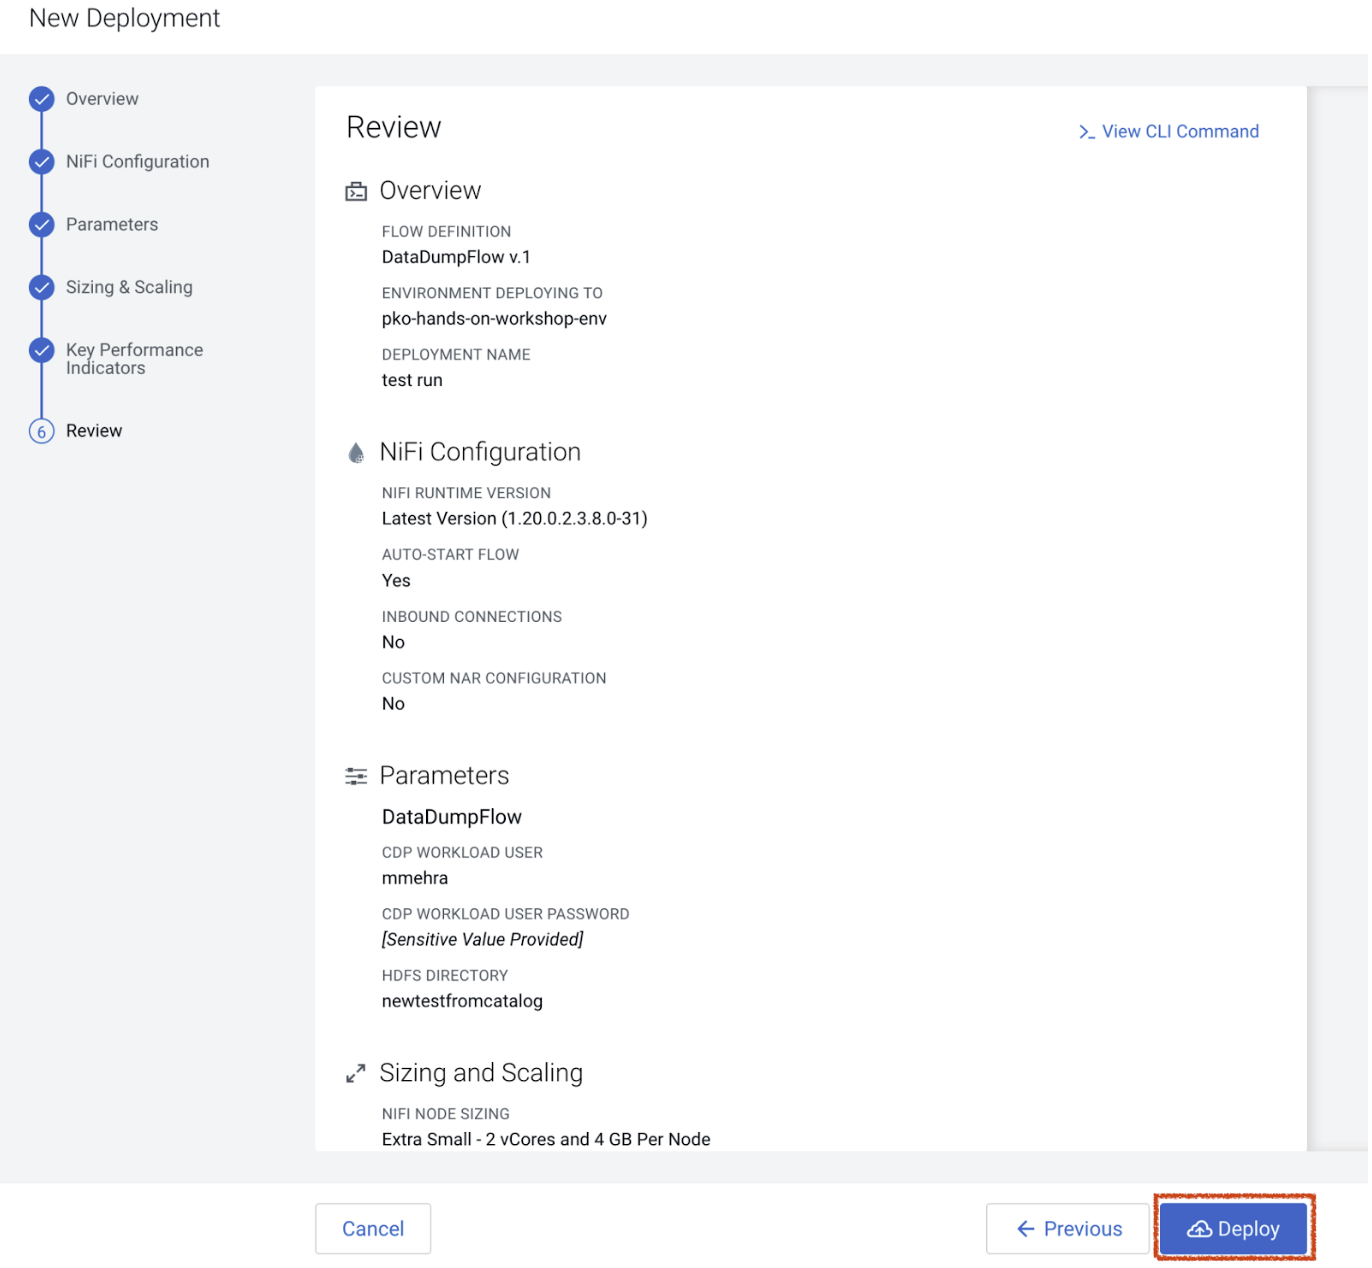 New Deployment
Overview
NiFi Configuration
Parameters
Sizing & Scaling
Key Performance
Indicators
6 Review
Review
>_ View CLI Command
Overview
FLOW DEFINITION
DataDumpFlow v.1
ENVIRONMENT DEPLOYING TO
pko-hands-on-workshop-env
DEPLOYMENT NAME
test run
NiFi Configuration
NIFI RUNTIME VERSION
Latest Version (1.20.0.2.3.8.0-31)
AUTO-START FLOW
Yes
INBOUND CONNECTIONS
No
CUSTOM NAR CONFIGURATION
No
Parameters
DataDumpFlow
CDP WORKLOAD USER
mmehra
CDP WORKLOAD USER PASSWORD
[Sensitive Value Provided]
HDFS DIRECTORY
newtestfromcatalog
Sizing and Scaling
NIFI NODE SIZING
Extra Small - 2 vCores and 4 GB Per Node
Cancel
Previous
Deploy